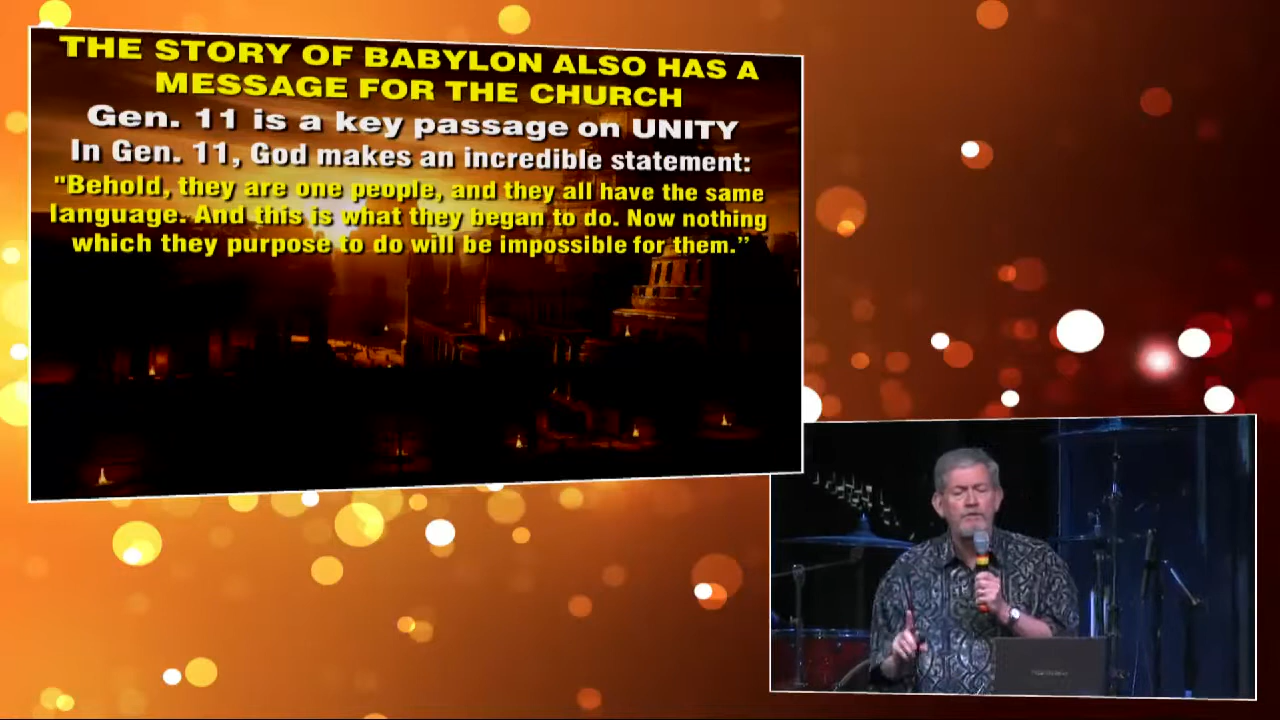 THE STORY OF BABYLON ALSO HAS A
MESSAGE FOR THE CHURCH
Gen. 11 is a key passage on UNITY
In Gen. 11, God makes an incredible statement:
"Behold, they are one people, and they all have the same
language. And this is what they began to do. Now nothing
which they purpose to do will be impossible for them.”